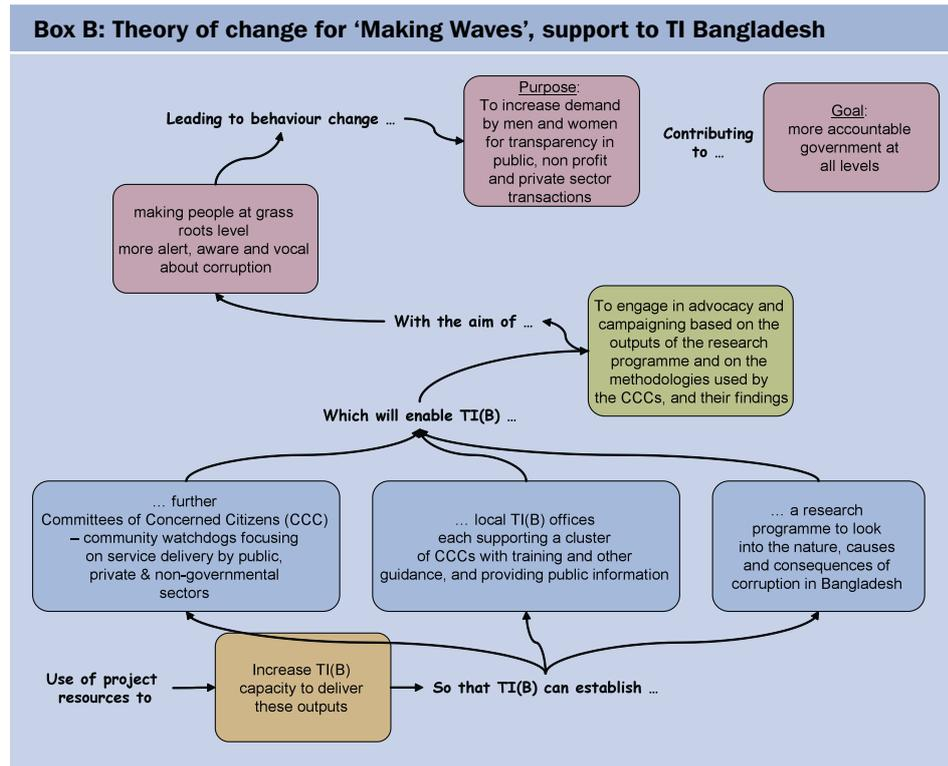 Box B: Theory of change for ‘Making Waves’, support to TI Bangladesh
Leading to behaviour change …
Purpose:
To increase demand
by men and women
for transparency in
public, non profit
and private sector
transactions
Contributing
to …
Goal:
more accountable
government at
all levels
making people at grass
roots level
more alert, aware and vocal
about corruption
With the aim of …
To engage in advocacy and
campaigning based on the
outputs of the research
programme and on the
methodologies used by
the CCCs, and their findings
Which will enable TI(B) …
… further
Committees of Concerned Citizens (CCC)
– community watchdogs focusing
on service delivery by public,
private & non-governmental
sectors
… local TI(B) offices
each supporting a cluster
of CCCs with training and other
guidance, and providing public information
… a research
programme to look
into the nature, causes
and consequences of
corruption in Bangladesh
Use of project
resources to
Increase TI(B)
capacity to deliver
these outputs
So that TI(B) can establish …